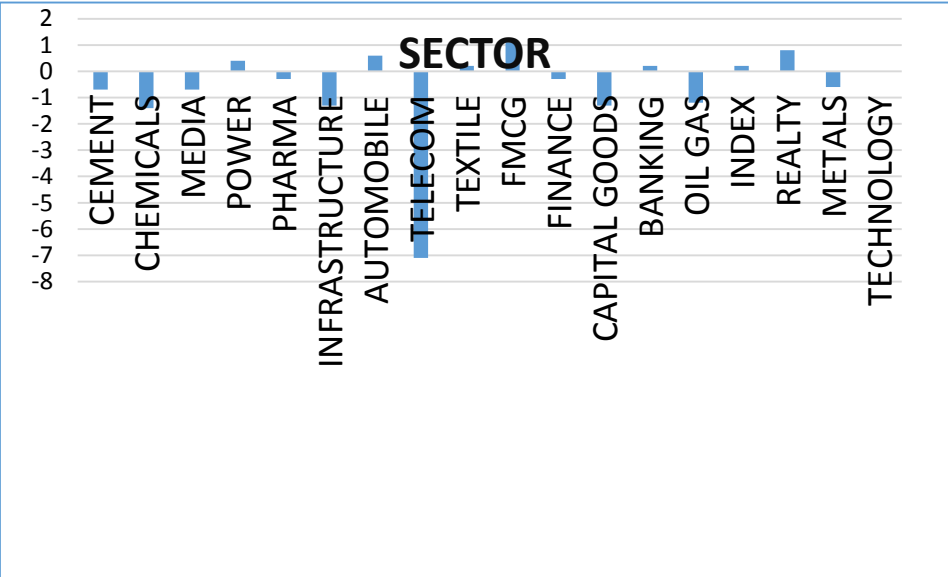 SECTOR
2
1
0
-1
-2
-3
-4
-5
-6
-7
-8
CEMENT
CHEMICALS
MEDIA
POWER
PHARMA
INFRASTRUCTURE
AUTOMOBILE
TELECOM
TEXTILE
FMCG
FINANCE
CAPITAL GOODS
BANKING
OIL GAS
INDEX
REALTY
METALS
TECHNOLOGY